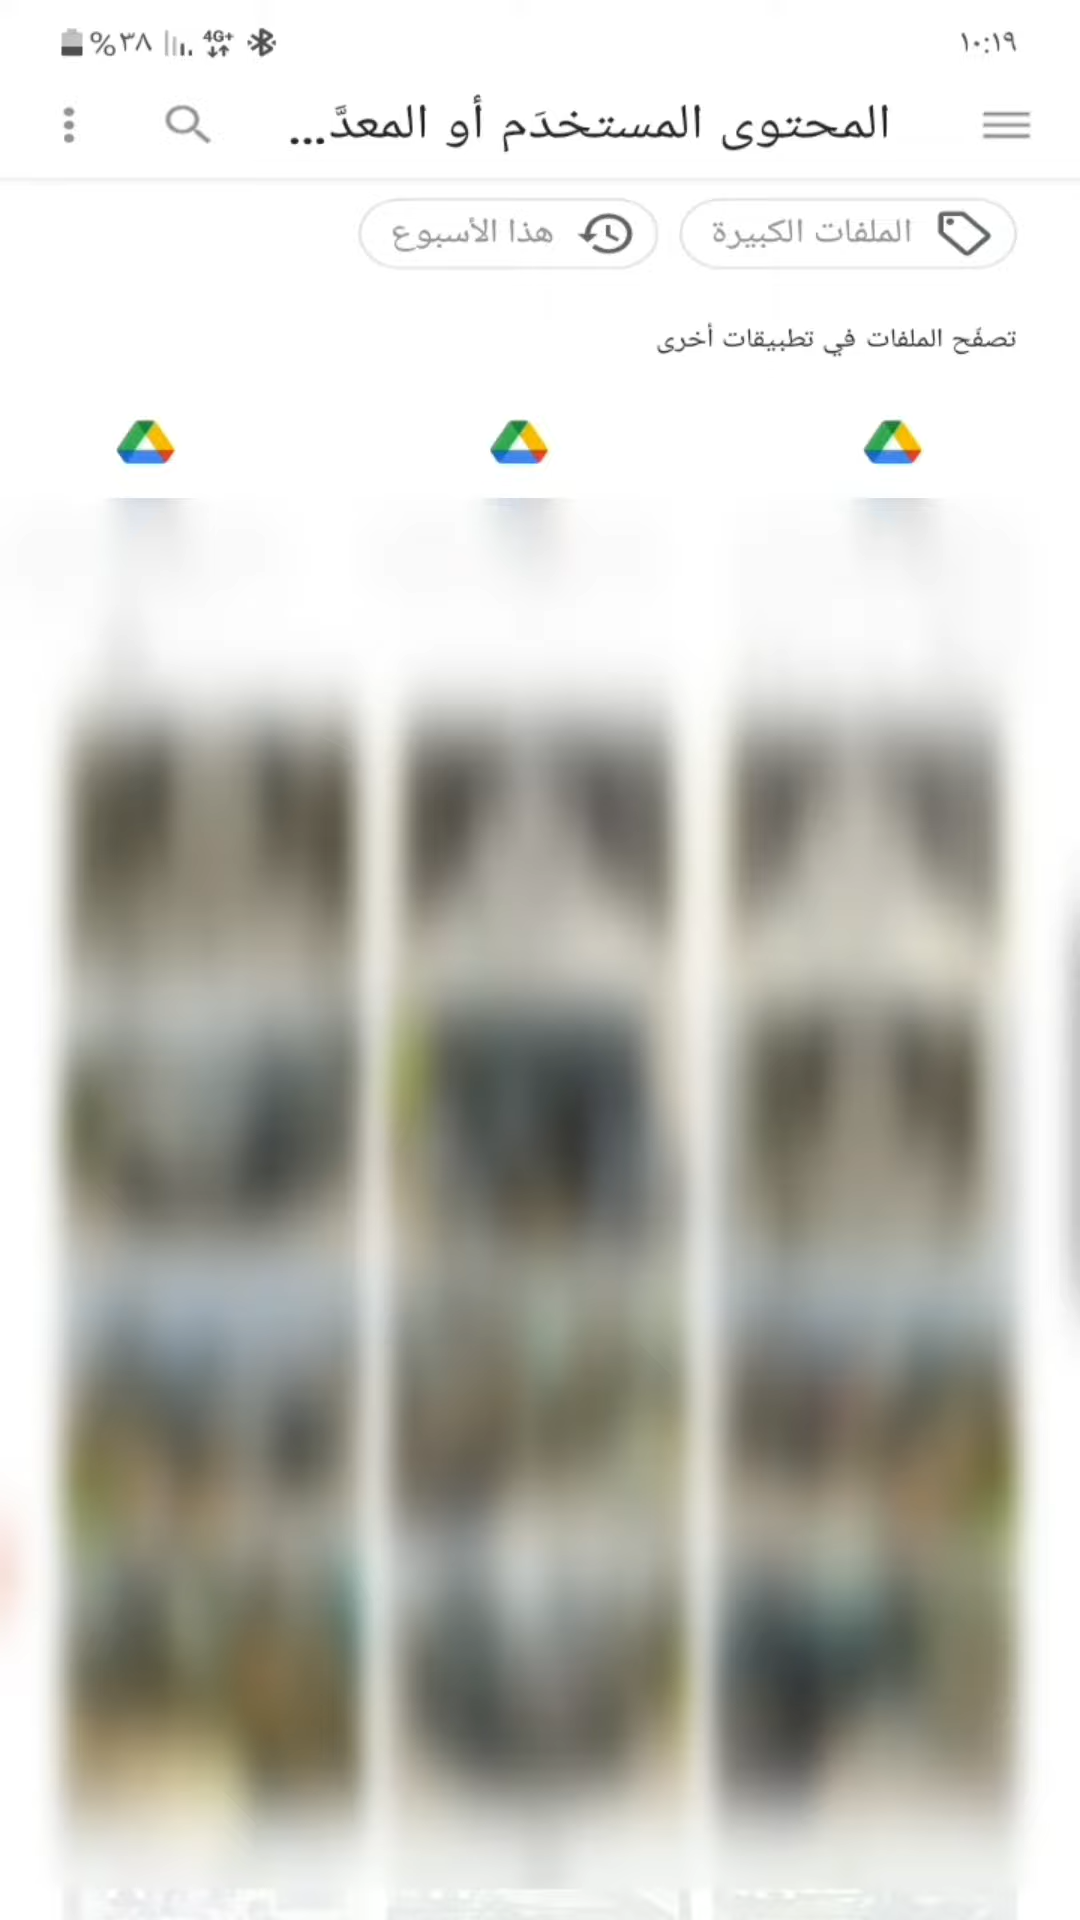 ١٠:١٩ 4G+ ٣٨%
المحتوى المستخدَم أو المعدَّ...
الملفات الكبيرة هذا الأسبوع
تصفّح الملفات في تطبيقات أخرى